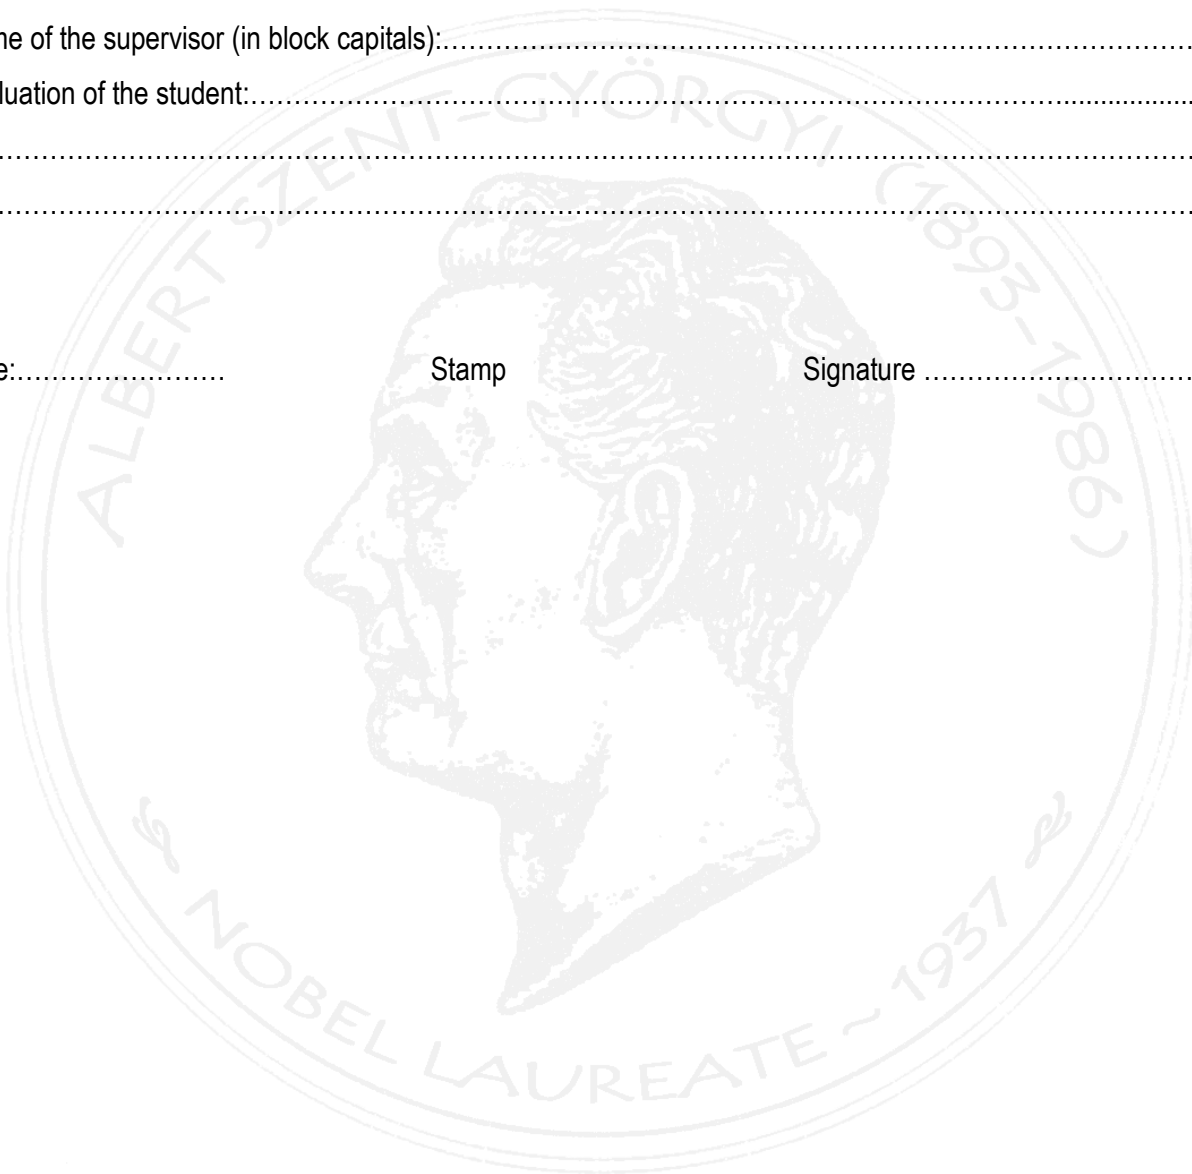 me of the supervisor (in block capitals):……………………………………………………………………………
luation of the student:…………………………………………………………………………………..................
………………………………………………………………………………………………………………………
………………………………………………………………………………………………………………………
e:…………………… Stamp Signature …………………………
ALBERT SZENT-GYÖRGYI (1893-1986)
NOBEL LAUREATE ~ 1937